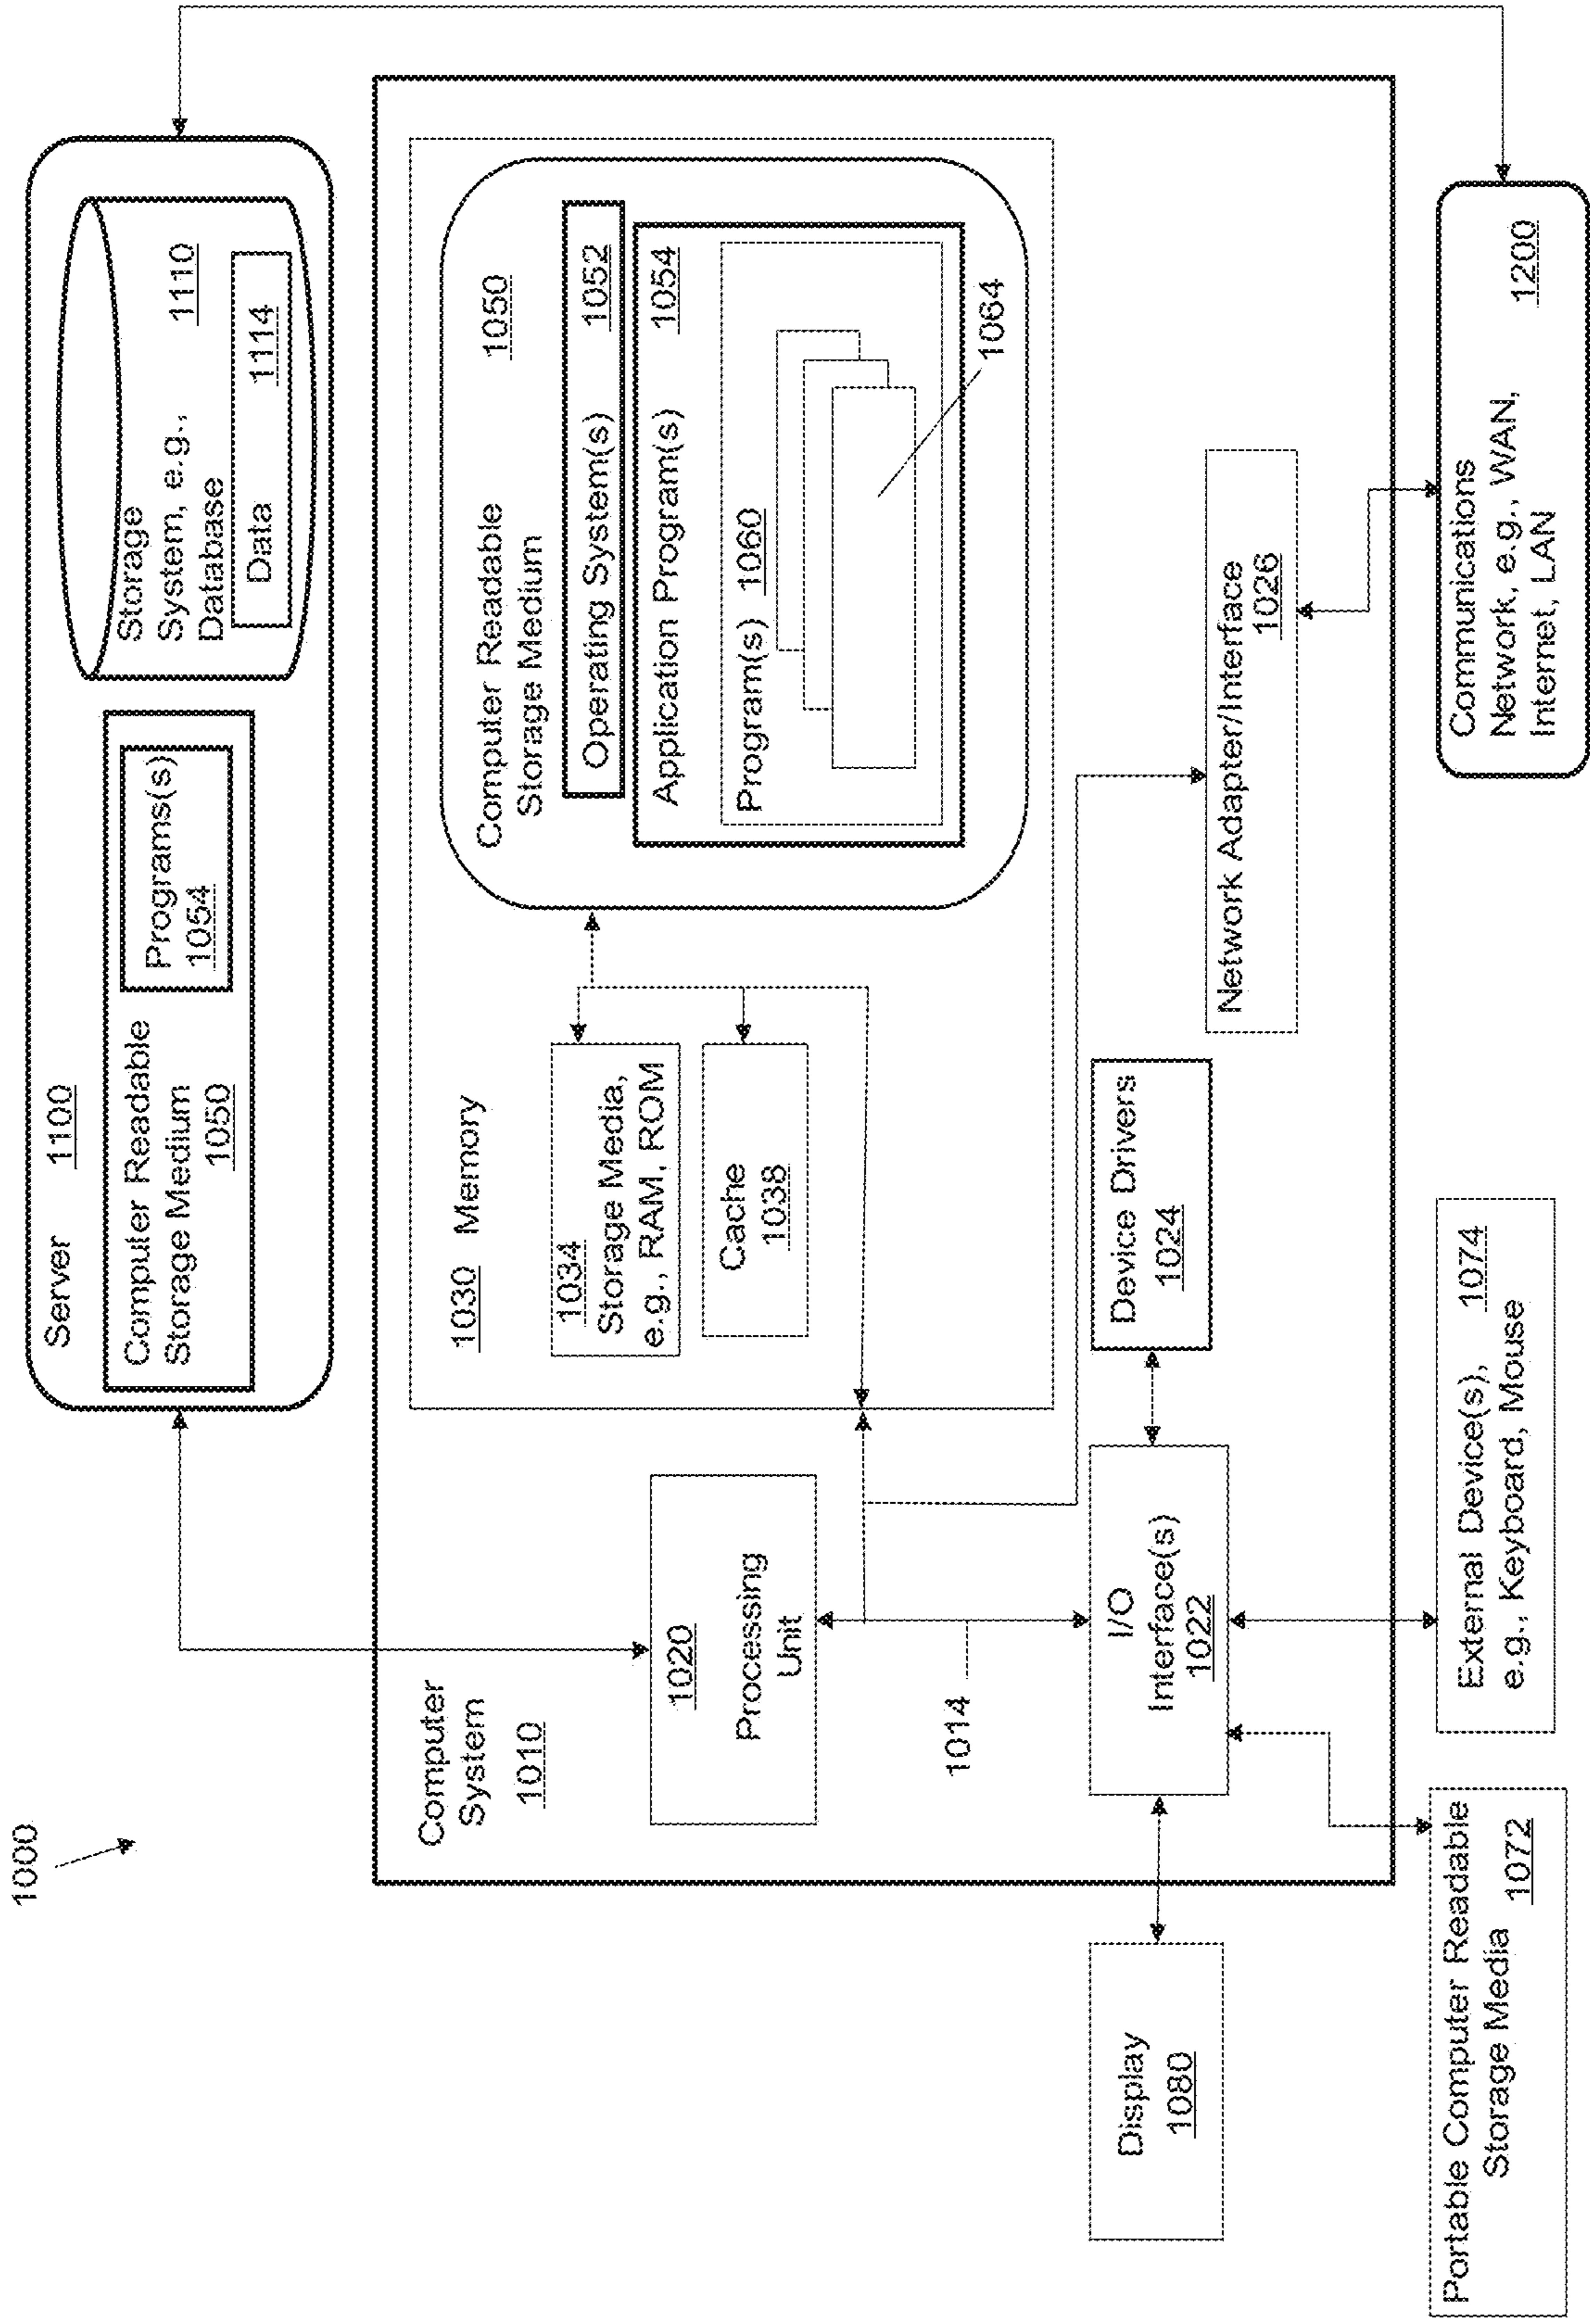 1000
Server 1100
Computer Readable
Storage Medium
1050
Programs(s)
1054
Storage
System, e.g.,
Database
1110
Data 1114
Computer
System
1010
1020
Processing
Unit
1014
I/O
Interface(s)
1022
1030 Memory
1034
Storage Media,
e.g., RAM, ROM
Cache
1038
Computer Readable
Storage Medium
1050
Operating System(s) 1052
Application Program(s) 1054
Program(s) 1060
1064
Device Drivers
1024
Network Adapter/Interface
1026
Display
1080
Portable Computer Readable
Storage Media 1072
External Device(s), 1074
e.g., Keyboard, Mouse
Communications
Network, e.g., WAN,
Internet, LAN 1200